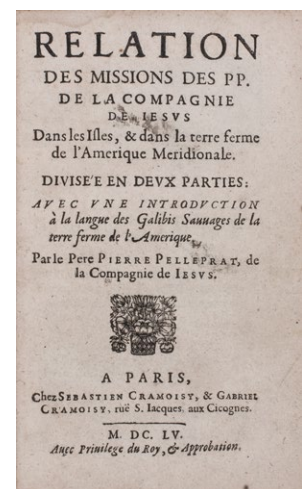 RELATION
DES MISSIONS DES PP.
DE LA COMPAGNIE
DE IESVS
Dans les Isles, & dans la terre ferme
de l'Amerique Meridionale.
DIVISE'E EN DEVX PARTIES:
AVEC VNE INTRODVCTION
à la langue des Galibis Sauuages de la
terre ferme de l'Amerique.
Par le Pere PIERRE PELLEPRAT, de
la Compagnie de IESVS.
A PARIS,
Chez SEBASTIEN CRAMOISY, & GABRIEL
CRAMOISY, ruë S. Iacques, aux Cicognes.
M. DC. LV.
Auec Priuilege du Roy, & Approbation.